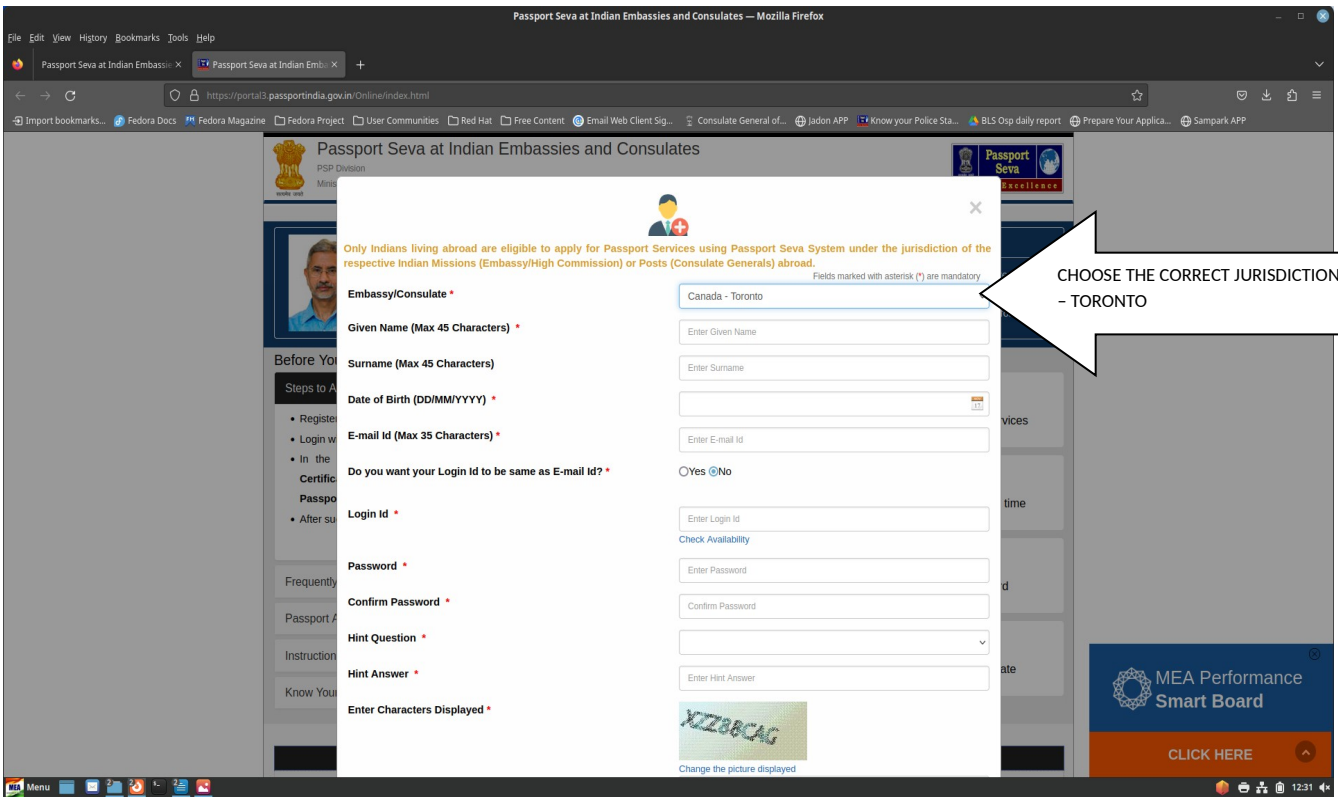 Passport Seva at Indian Embassies and Consulates — Mozilla Firefox
File Edit View History Bookmarks Tools Help
Passport Seva at Indian Embassie
Passport Seva at Indian Emba
https://portal3.passportindia.gov.in/Online/index.html
Import bookmarks... Fedora Docs Fedora Magazine Fedora Project User Communities Red Hat Free Content Email Web Client Sig... Consulate General of... Jadon APP Know your Police Sta... BLS Osp daily report Prepare Your Applica... Sampark APP
Passport Seva at Indian Embassies and Consulates
PSP Division
Minis
Passport
Seva
Excellence
Only Indians living abroad are eligible to apply for Passport Services using Passport Seva System under the jurisdiction of the
respective Indian Missions (Embassy/High Commission) or Posts (Consulate Generals) abroad.
Fields marked with asterisk (*) are mandatory
CHOOSE THE CORRECT JURISDICTION
– TORONTO
Embassy/Consulate * Canada - Toronto
Given Name (Max 45 Characters) * Enter Given Name
Surname (Max 45 Characters) Enter Surname
Date of Birth (DD/MM/YYYY) *
E-mail Id (Max 35 Characters) * Enter E-mail Id
Do you want your Login Id to be same as E-mail Id? * Yes No
Login Id * Enter Login Id
Check Availability
Password * Enter Password
Confirm Password * Confirm Password
Hint Question *
Hint Answer * Enter Hint Answer
Enter Characters Displayed * XZZ88CAG
Change the picture displayed
Before You
Steps to A
• Register
• Login w
• In the
Certific
Passpo
• After su
Frequently
Passport A
Instruction
Know Your
vices
time
rd
ate
MEA Performance
Smart Board
CLICK HERE
Menu
12:31